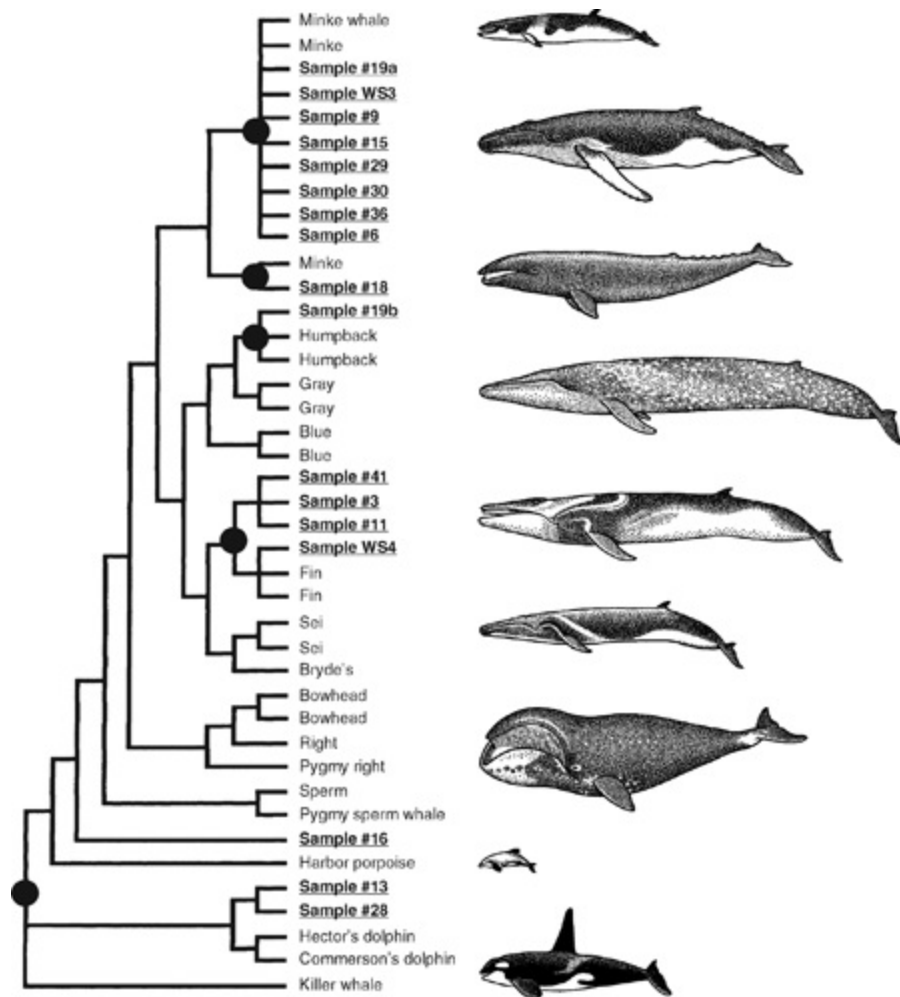 Minke whale
Minke
Sample #19a
Sample WS3
Sample #9
Sample #15
Sample #29
Sample #30
Sample #36
Sample #6
Minke
Sample #18
Sample #19b
Humpback
Humpback
Gray
Gray
Blue
Blue
Sample #41
Sample #3
Sample #11
Sample WS4
Fin
Fin
Sei
Sei
Bryde's
Bowhead
Bowhead
Right
Pygmy right
Sperm
Pygmy sperm whale
Sample #16
Harbor porpoise
Sample #13
Sample #28
Hector's dolphin
Commerson's dolphin
Killer whale